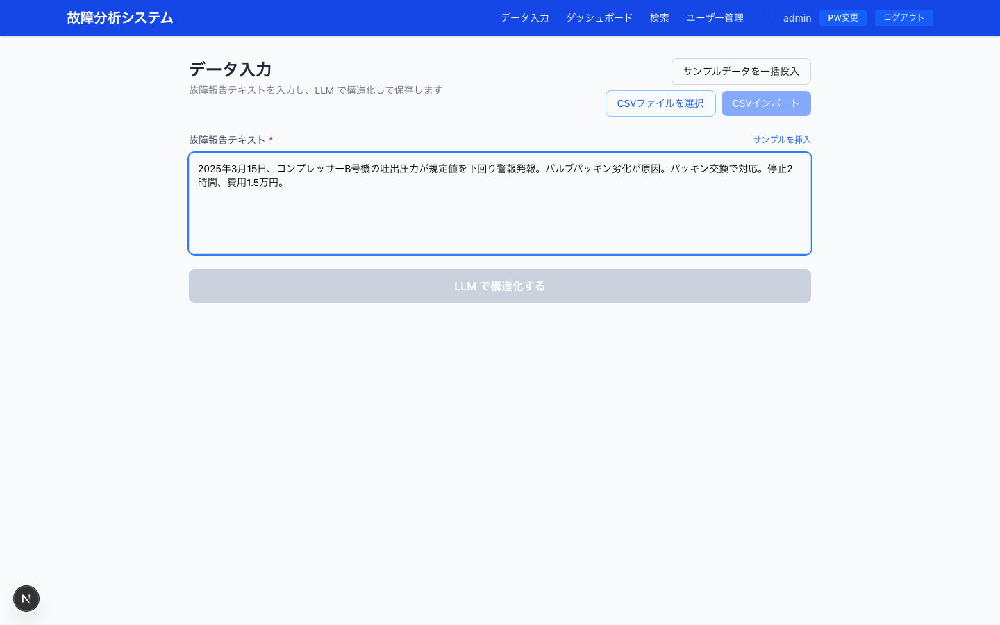 故障分析システム
データ入力 ダッシュボード 検索 ユーザー管理 admin PW変更 ログアウト
データ入力
故障報告テキストを入力し、LLM で構造化して保存します
サンプルデータを一括投入
CSVファイルを選択 CSVインポート
故障報告テキスト * サンプルを挿入
2025年3月15日、コンプレッサーB号機の吐出圧力が規定値を下回り警報発報。バルブパッキン劣化が原因。パッキン交換で対応。停止2
時間、費用1.5万円。
LLM で構造化する
N